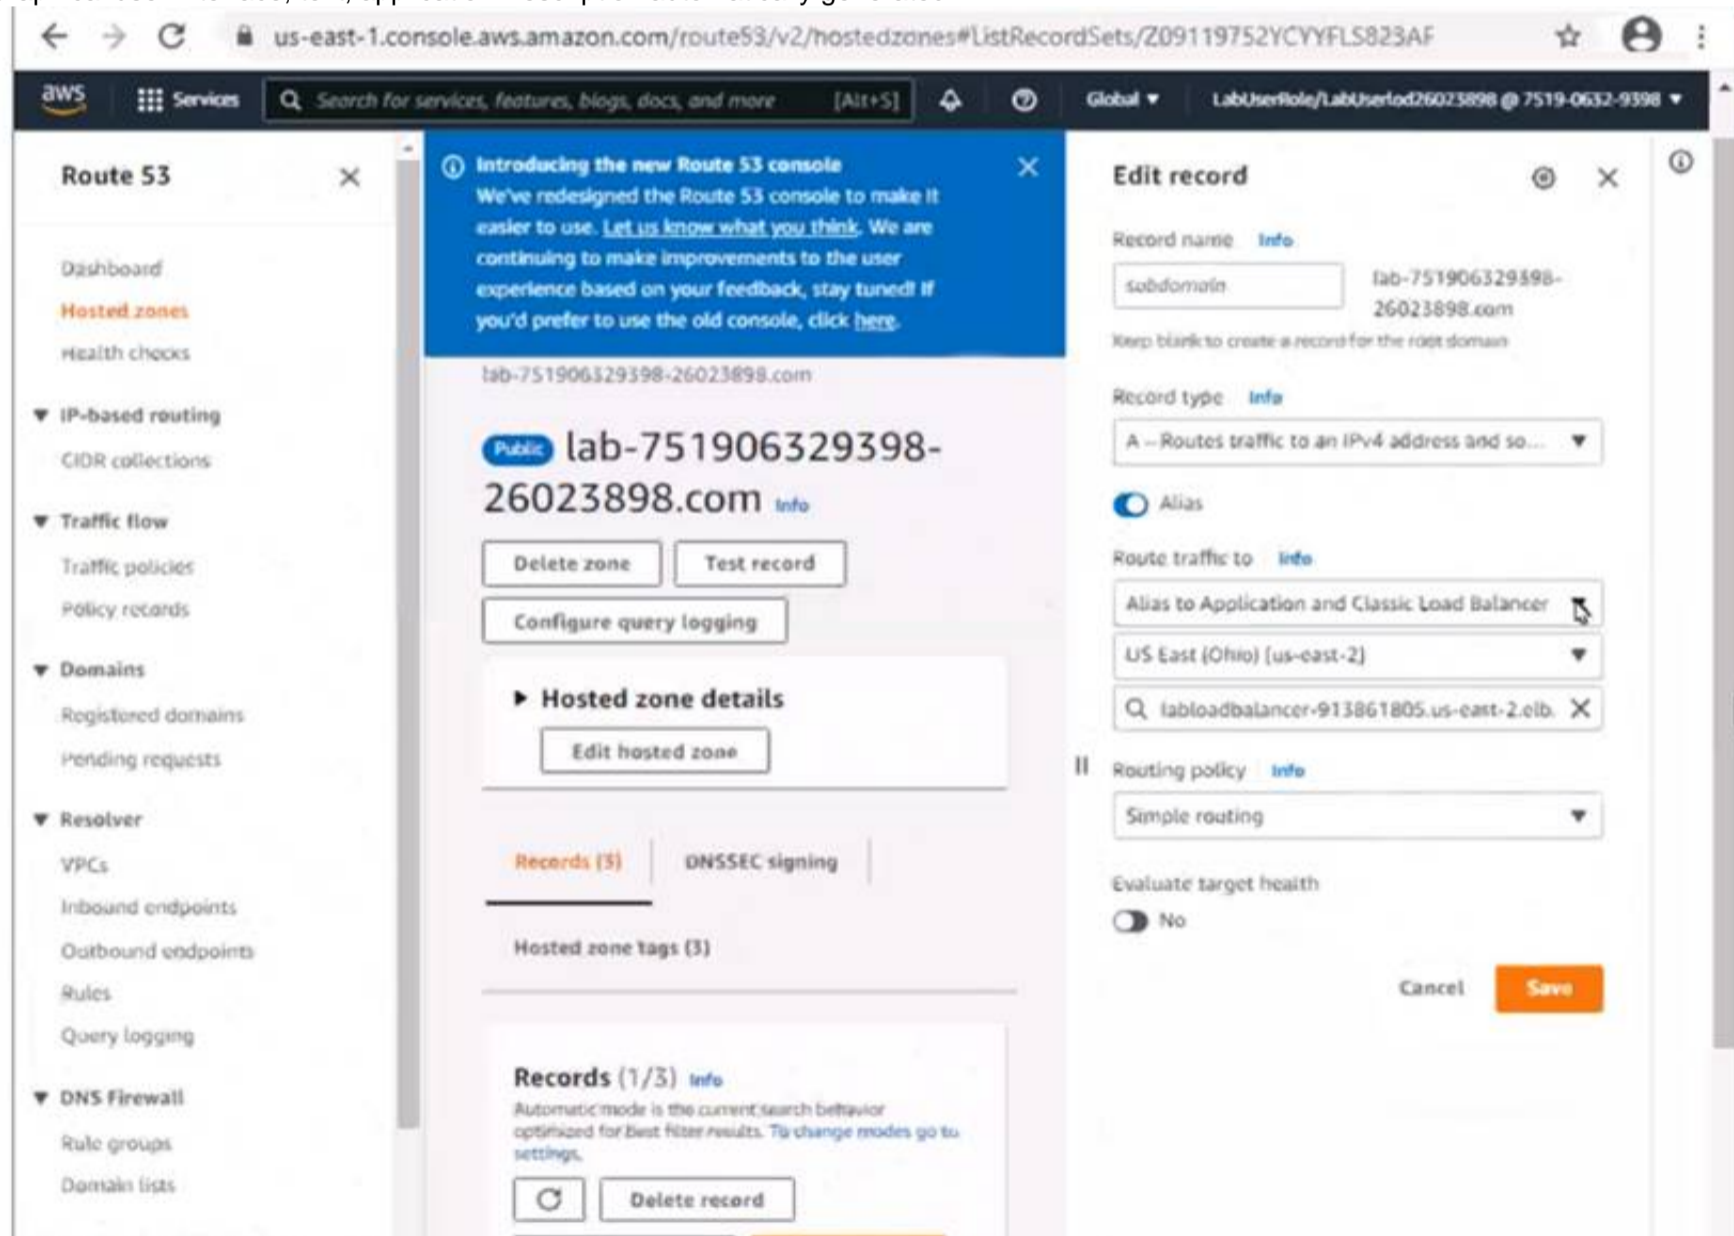 us-east-1.console.aws.amazon.com/route53/v2/hostedzones#ListRecordSets/Z09119752YCYYFLS823AF
aws
Services
Search for services, features, blogs, docs, and more
[Alt+S]
Global
LabUserRole/LabUserlod26023898 @ 7519-0632-9398
Route 53
Dashboard
Hosted zones
Health checks
IP-based routing
CIDR collections
Traffic flow
Traffic policies
Policy records
Domains
Registered domains
Pending requests
Resolver
VPCs
Inbound endpoints
Outbound endpoints
Rules
Query logging
DNS Firewall
Rule groups
Domain lists
Introducing the new Route 53 console
We've redesigned the Route 53 console to make it
easier to use. Let us know what you think. We are
continuing to make improvements to the user
experience based on your feedback, stay tuned! If
you'd prefer to use the old console, click here.
lab-751906329398-26023898.com
Public lab-751906329398-
26023898.com Info
Delete zone
Test record
Configure query logging
Hosted zone details
Edit hosted zone
Records (3)
DNSSEC signing
Hosted zone tags (3)
Records (1/3) Info
Automatic mode is the current search behavior
optimized for best filter results. To change modes go to
settings.
Delete record
Edit record
Record name Info
subdomain
lab-751906329398-
26023898.com
Keep blank to create a record for the root domain
Record type Info
A – Routes traffic to an IPv4 address and so...
Alias
Route traffic to Info
Alias to Application and Classic Load Balancer
US East (Ohio) [us-east-2]
labloadbalancer-913861805.us-east-2.elb.
Routing policy Info
Simple routing
Evaluate target health
No
Cancel
Save